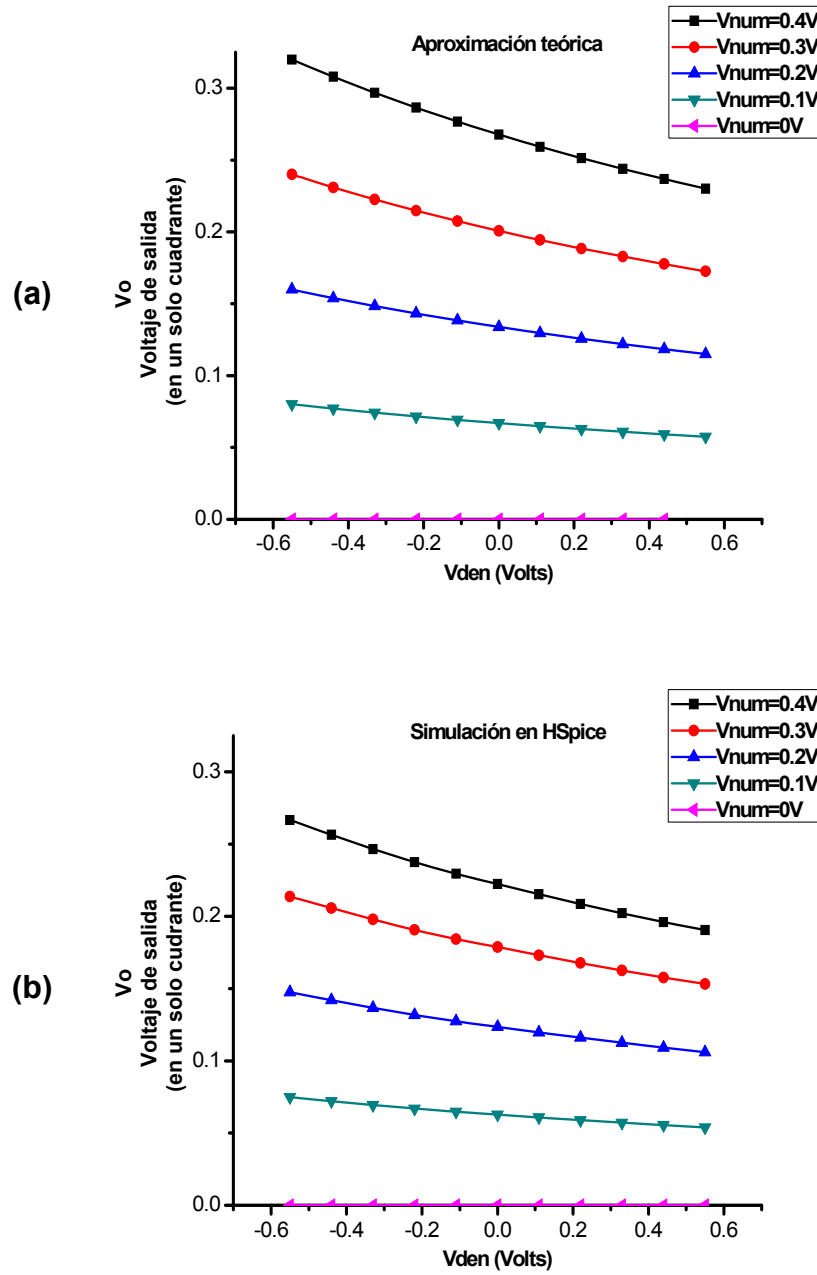 Aproximación teórica
Vnum=0.4V
Vnum=0.3V
Vnum=0.2V
Vnum=0.1V
Vnum=0V
(a)
Vo
Voltaje de salida
(en un solo cuadrante)
0.3
0.2
0.1
0.0
-0.6 -0.4 -0.2 0.0 0.2 0.4 0.6
Vden (Volts)
Simulación en HSpice
Vnum=0.4V
Vnum=0.3V
Vnum=0.2V
Vnum=0.1V
Vnum=0V
(b)
Vo
Voltaje de salida
(en un solo cudrante)
0.3
0.2
0.1
0.0
-0.6 -0.4 -0.2 0.0 0.2 0.4 0.6
Vden (Volts)